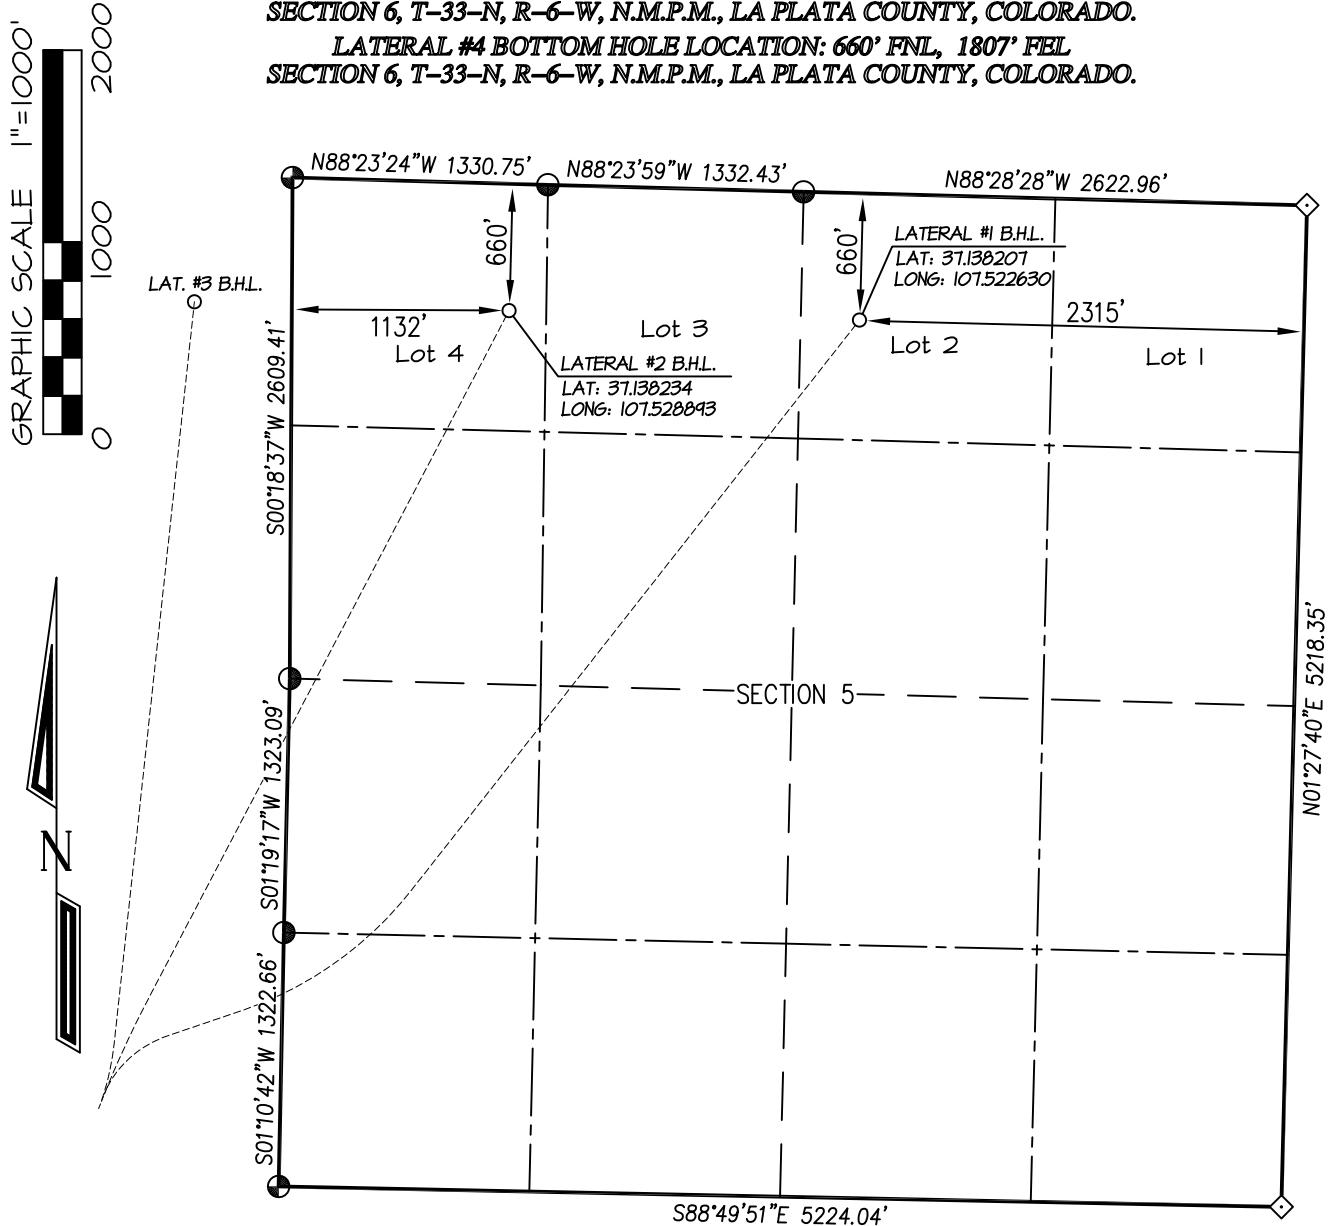 SECTION 6, T–33–N, R–6–W, N.M.P.M., LA PLATA COUNTY, COLORADO.
LATERAL #4 BOTTOM HOLE LOCATION: 660' FNL, 1807' FEL
SECTION 6, T–33–N, R–6–W, N.M.P.M., LA PLATA COUNTY, COLORADO.
GRAPHIC SCALE 1"=1000'
2000
1000
0
N88°23'24"W 1330.75'
N88°23'59"W 1332.43'
N88°28'28"W 2622.96'
660'
660'
LATERAL #1 B.H.L.
LAT: 37.138207
LONG: 107.522630
LAT. #3 B.H.L.
1132'
2315'
Lot 4
Lot 3
Lot 2
Lot 1
LATERAL #2 B.H.L.
LAT: 37.138234
LONG: 107.528893
S00°18'37"W 2609.41'
SECTION 5
N01°27'40"E 5218.35'
S01°19'17"W 1323.09'
N
S01°10'42"W 1322.66'
S88°49'51"E 5224.04'